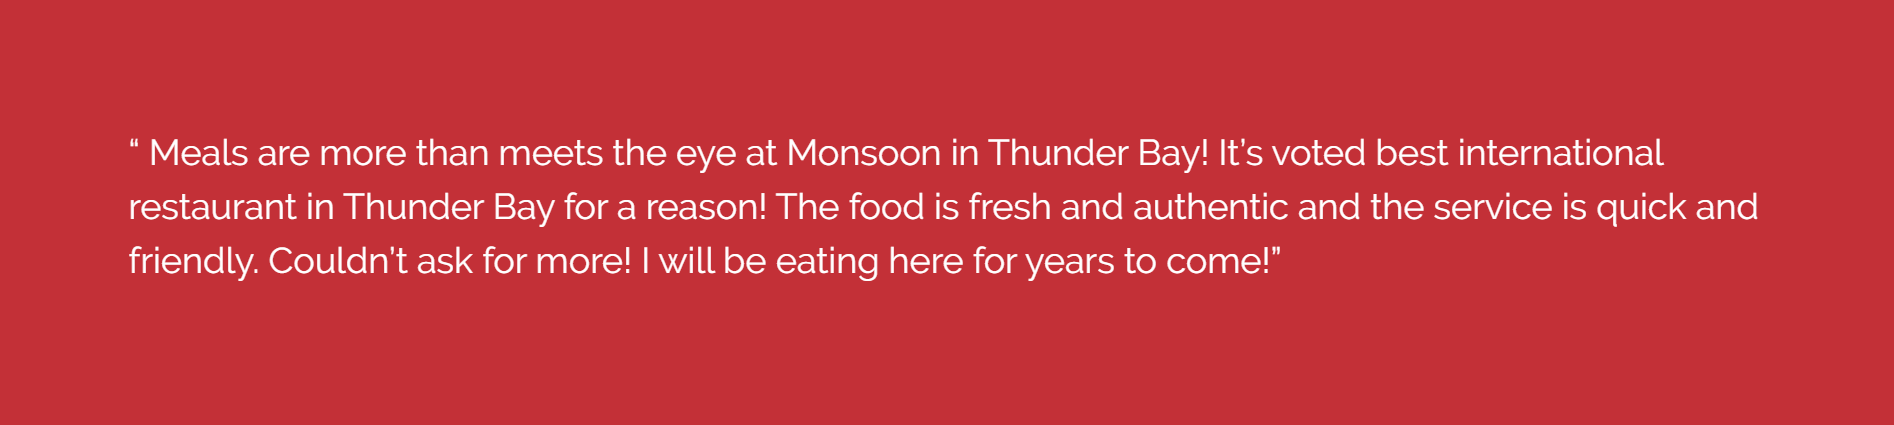 “ Meals are more than meets the eye at Monsoon in Thunder Bay! It’s voted best international
restaurant in Thunder Bay for a reason! The food is fresh and authentic and the service is quick and
friendly. Couldn’t ask for more! I will be eating here for years to come!”